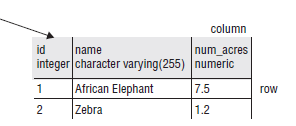 column
id name num_acres
integer character varying(255) numeric
1 African Elephant 7.5 row
2 Zebra 1.2